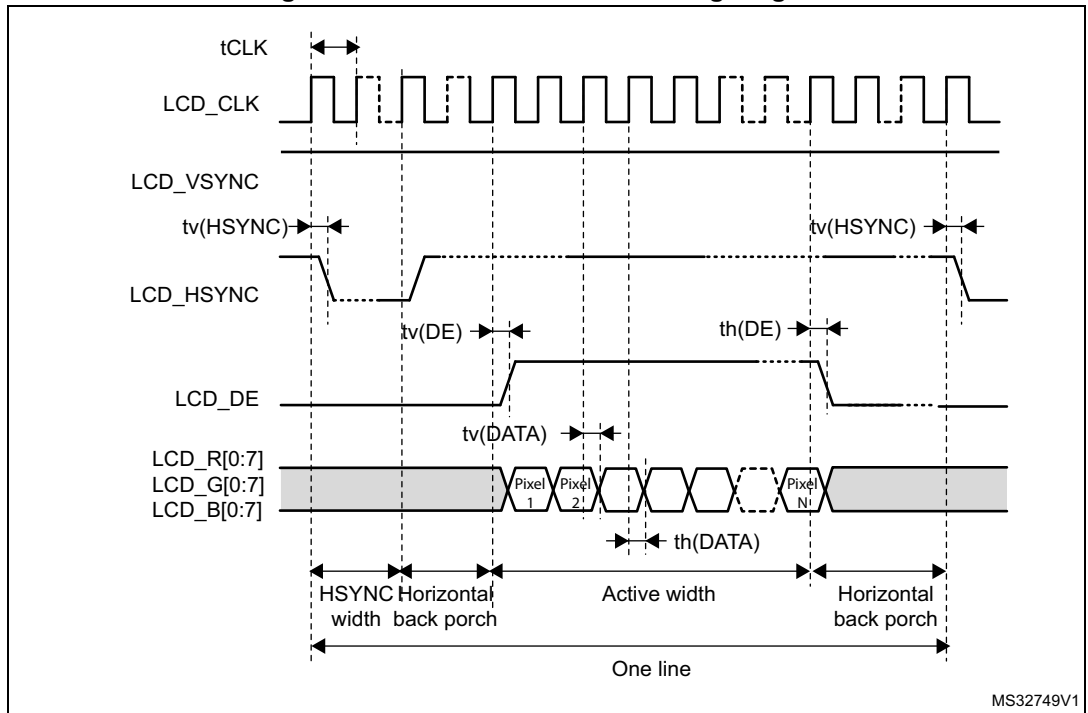 tCLK
LCD_CLK
LCD_VSYNC
tv(HSYNC)
tv(HSYNC)
LCD_HSYNC
tv(DE)
th(DE)
LCD_DE
tv(DATA)
LCD_R[0:7]
LCD_G[0:7]
LCD_B[0:7]
Pixel
1
Pixel
2
Pixel
N
th(DATA)
HSYNC
width
Horizontal
back porch
Active width
Horizontal
back porch
One line
MS32749V1